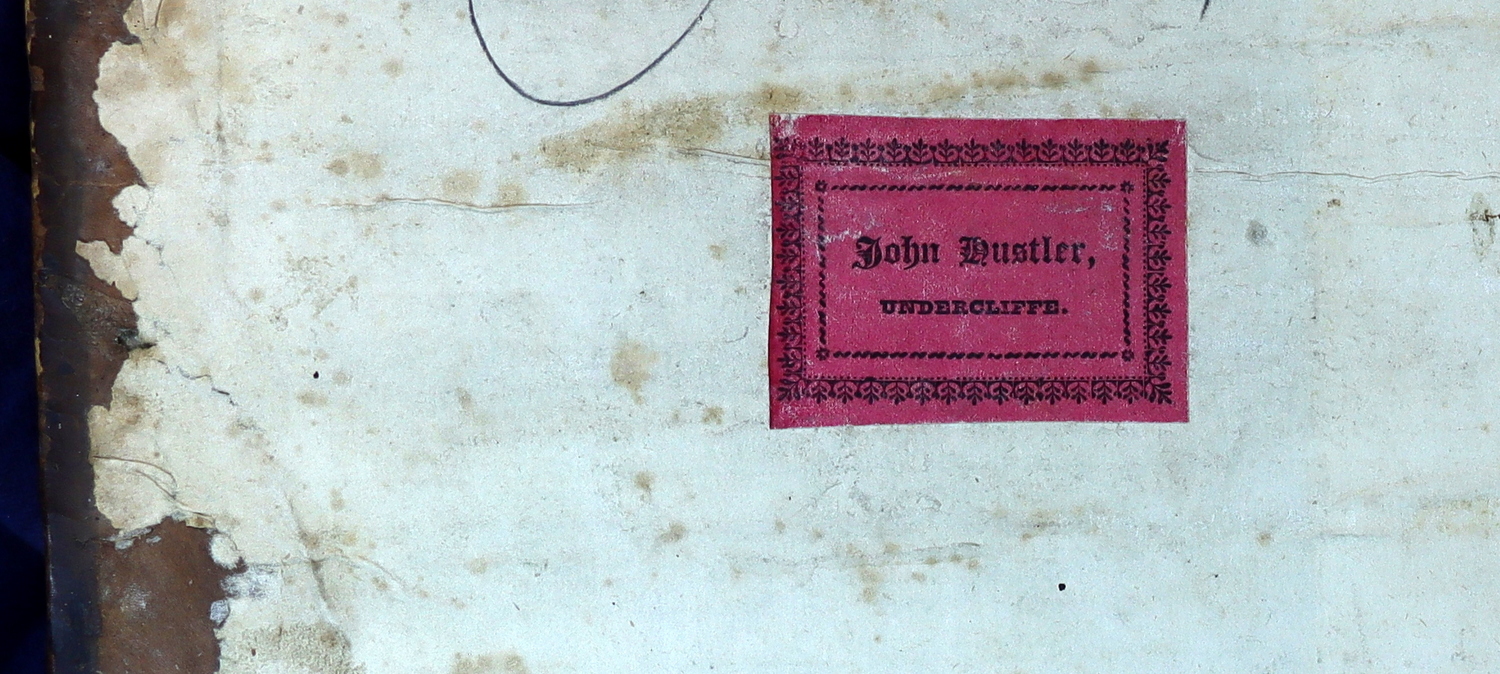 John Hustler,
UNDERCLIFFE.